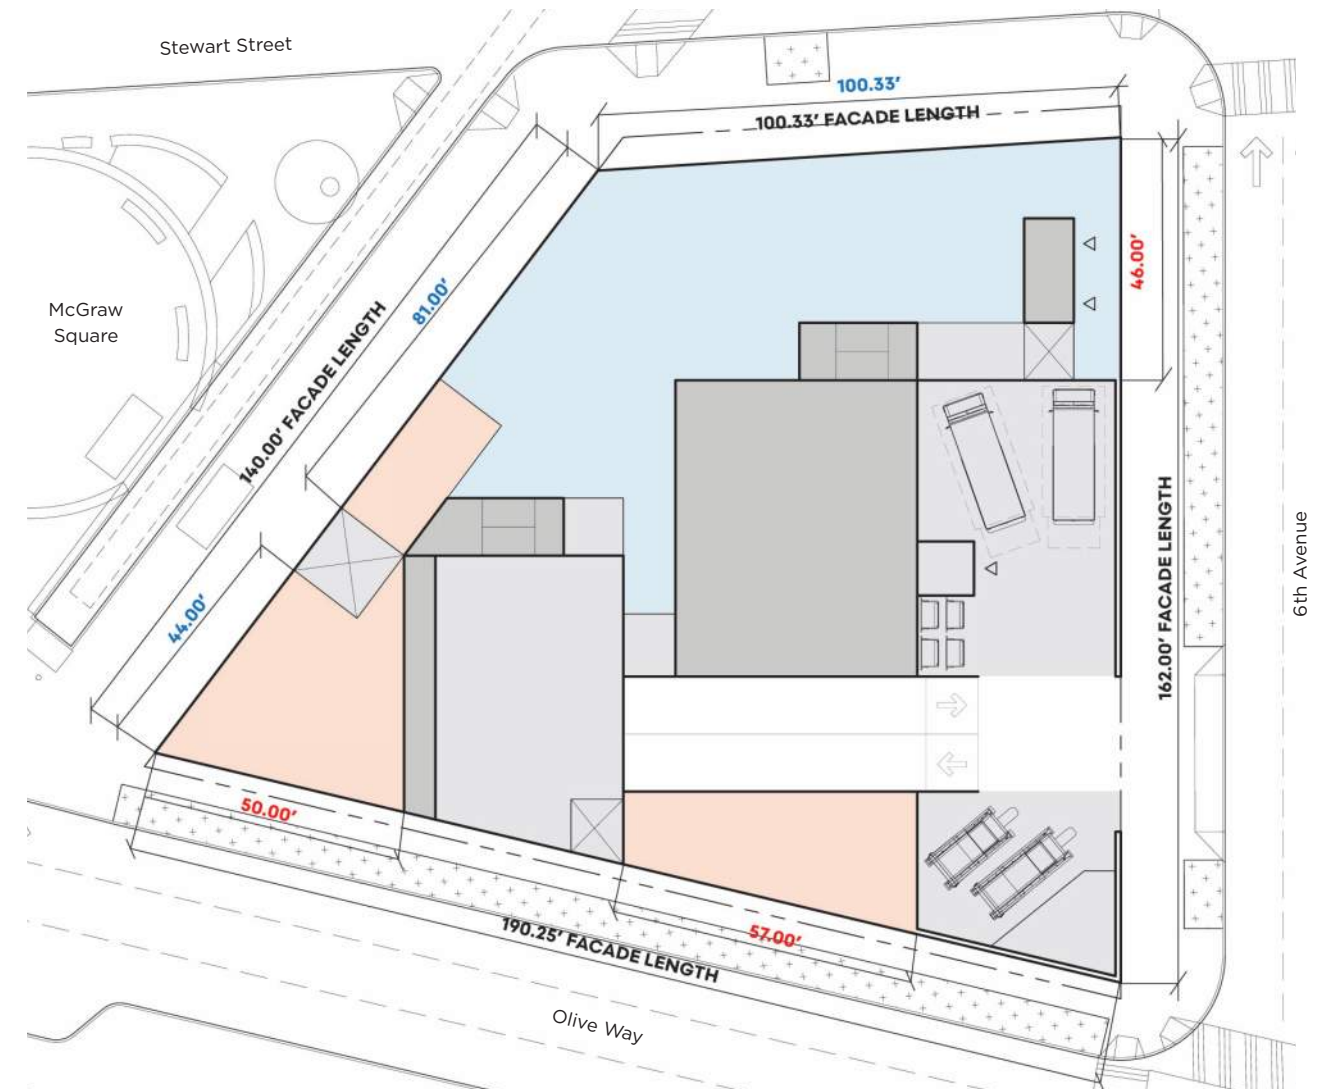 Stewart Street
100.33′
100.33′ FACADE LENGTH
46.00′
81.00′
McGraw
Square
140.00′ FACADE LENGTH
44.00′
162.00′ FACADE LENGTH
6th Avenue
50.00′
57.00′
190.25′ FACADE LENGTH
Olive Way